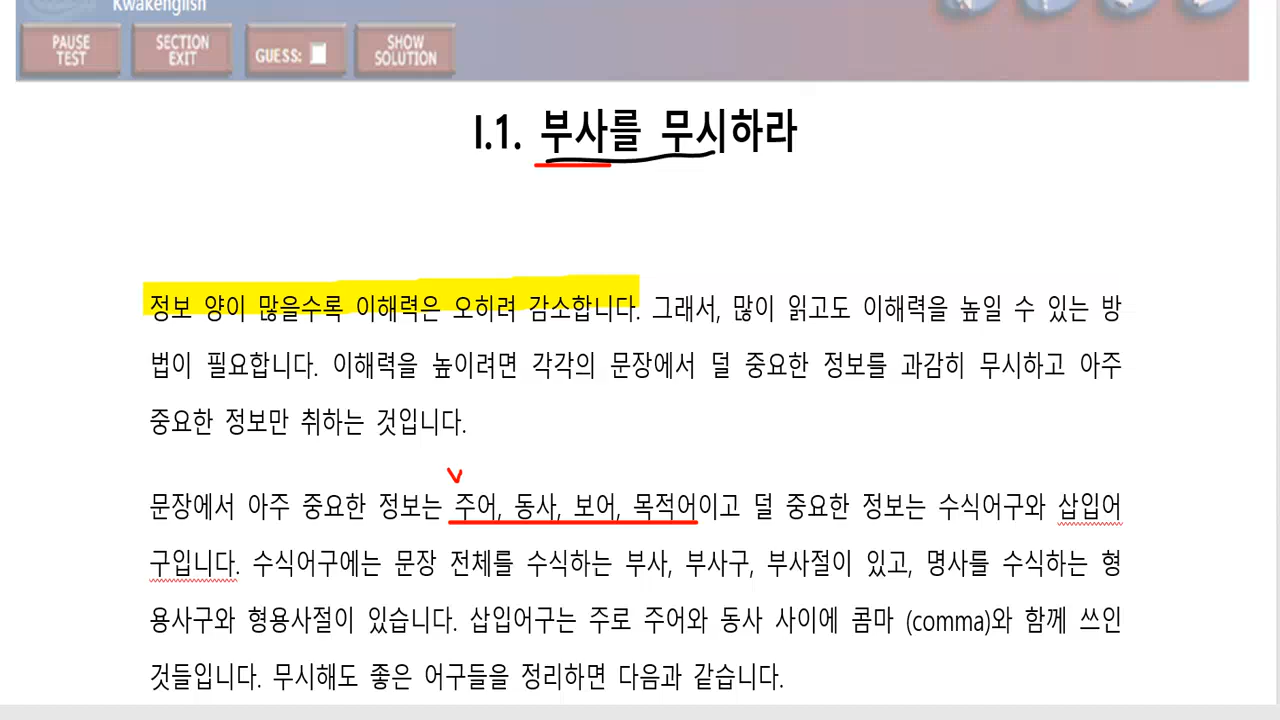 Kwakenglish
PAUSE TEST
SECTION EXIT
GUESS:
SHOW SOLUTION
I.1. 부사를 무시하라
정보 양이 많을수록 이해력은 오히려 감소합니다. 그래서, 많이 읽고도 이해력을 높일 수 있는 방
법이 필요합니다. 이해력을 높이려면 각각의 문장에서 덜 중요한 정보를 과감히 무시하고 아주
중요한 정보만 취하는 것입니다.
문장에서 아주 중요한 정보는 주어, 동사, 보어, 목적어이고 덜 중요한 정보는 수식어구와 삽입어
구입니다. 수식어구에는 문장 전체를 수식하는 부사, 부사구, 부사절이 있고, 명사를 수식하는 형
용사구와 형용사절이 있습니다. 삽입어구는 주로 주어와 동사 사이에 콤마 (comma)와 함께 쓰인
것들입니다. 무시해도 좋은 어구들을 정리하면 다음과 같습니다.